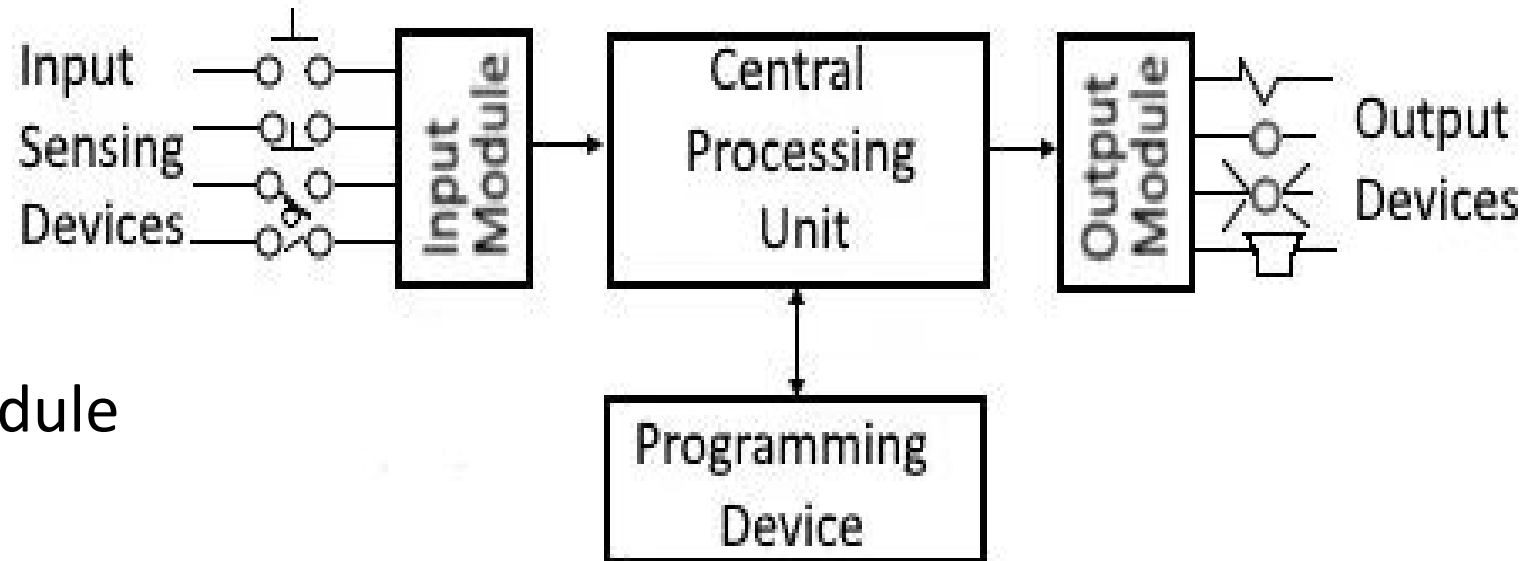 Input
Sensing
Devices
Input
Module
Central
Processing
Unit
Output
Module
Output
Devices
dule
Programming
Device